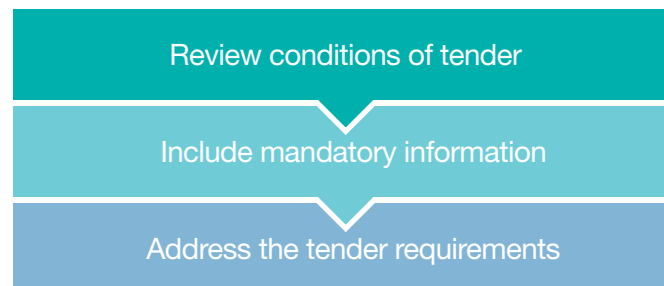 Review conditions of tender
Include mandatory information
Address the tender requirements